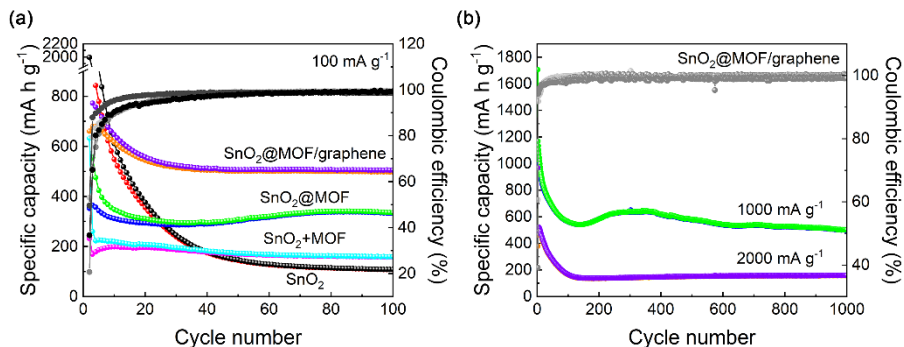 (a)
Specific capacity (mA h g⁻¹)
2200
2000
800
600
400
200
0
100 mA g⁻¹
SnO₂@MOF/graphene
SnO₂@MOF
SnO₂+MOF
SnO₂
120
100
80
60
40
20
Coulombic efficiency (%)
0 20 40 60 80 100
Cycle number
(b)
Specific capacity (mA h g⁻¹)
1800
1600
1400
1200
1000
800
600
400
200
0
SnO₂@MOF/graphene
1000 mA g⁻¹
2000 mA g⁻¹
100
80
60
40
Coulombic efficiency (%)
0 200 400 600 800 1000
Cycle number